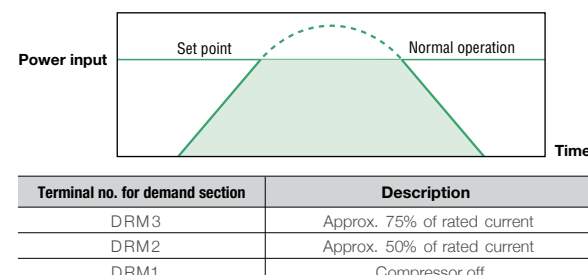 Set point
Normal operation
Power input
Time
Terminal no. for demand section Description
DRM3 Approx. 75% of rated current
DRM2 Approx. 50% of rated current
DRM1 Compressor off